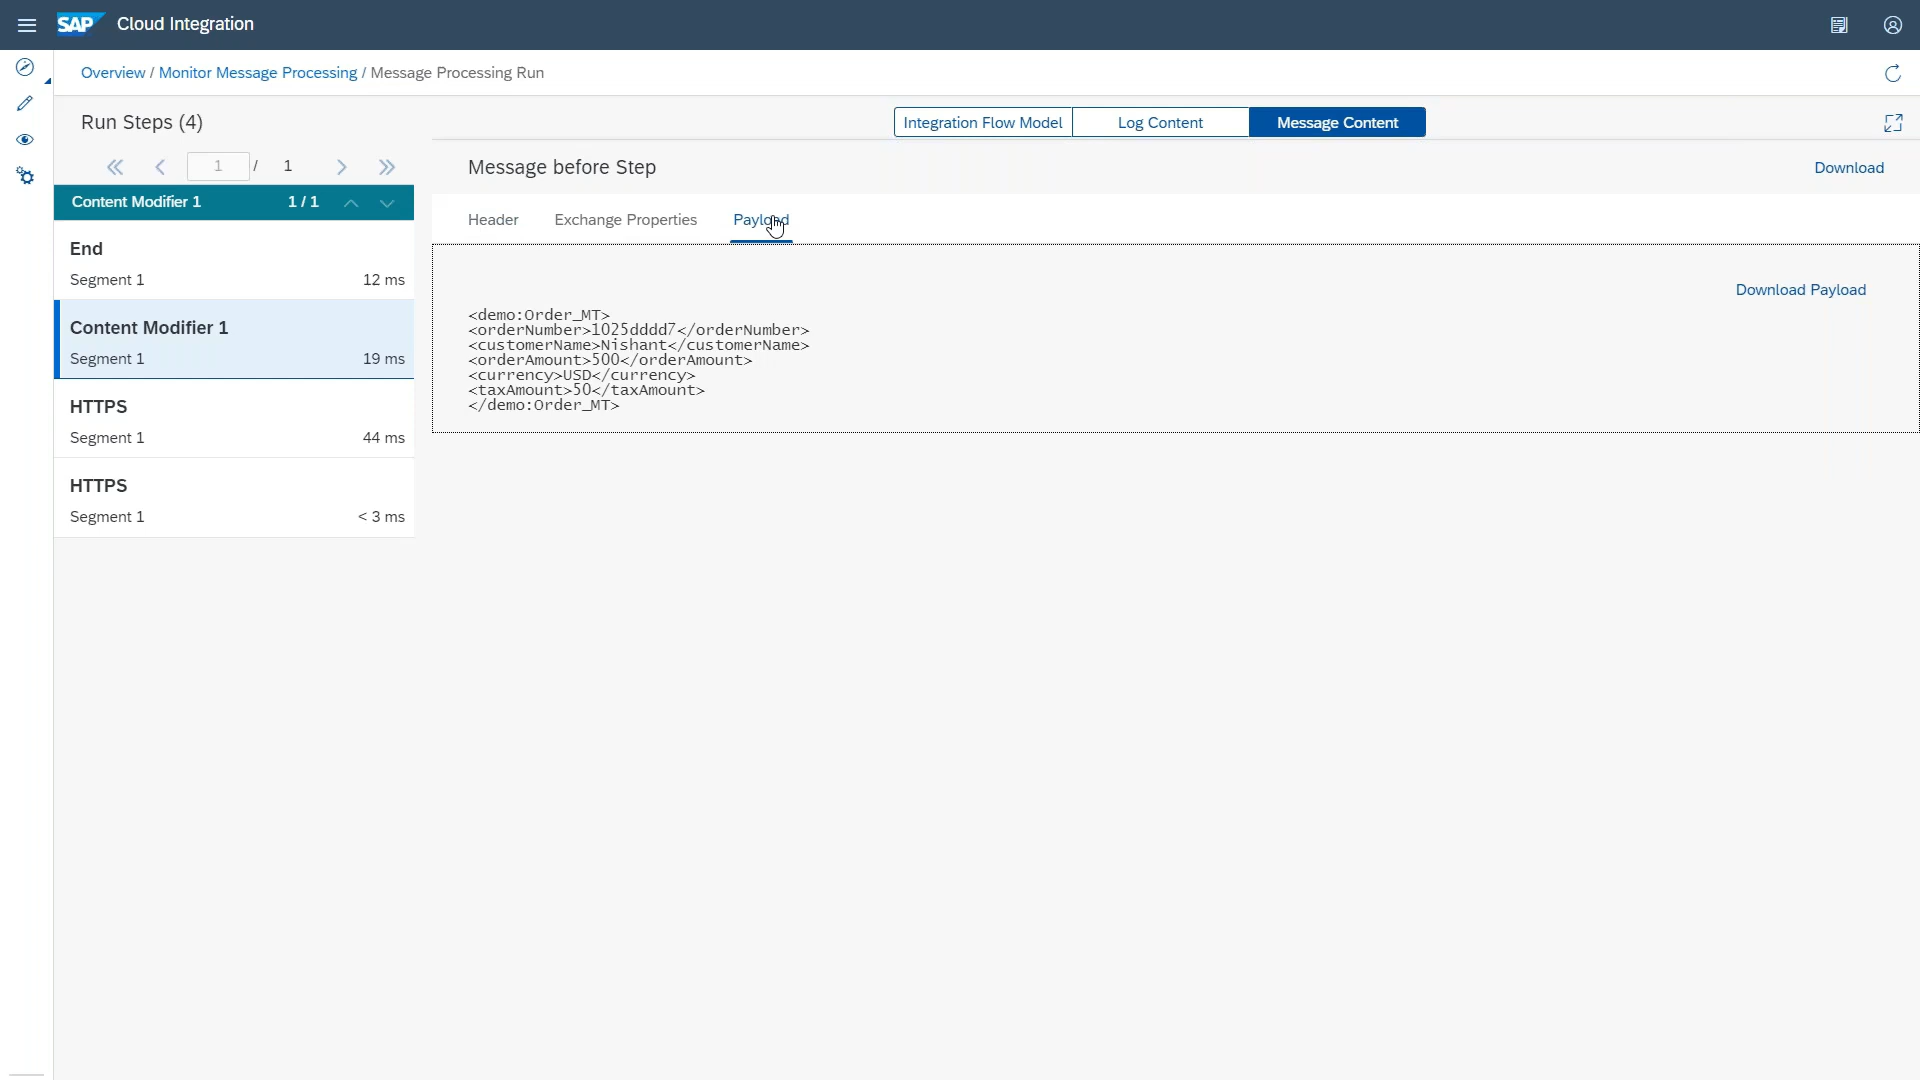 SAP Cloud Integration
Overview / Monitor Message Processing / Message Processing Run
Run Steps (4)
Integration Flow Model
Log Content
Message Content
1 / 1
Message before Step
Download
Content Modifier 1 1 / 1
Header
Exchange Properties
Payload
End
Segment 1 12 ms
Content Modifier 1
Segment 1 19 ms
HTTPS
Segment 1 44 ms
HTTPS
Segment 1 < 3 ms
Download Payload
<demo:Order_MT>
<orderNumber>1025dddd7</orderNumber>
<customerName>Nishant</customerName>
<orderAmount>500</orderAmount>
<currency>USD</currency>
<taxAmount>50</taxAmount>
</demo:Order_MT>